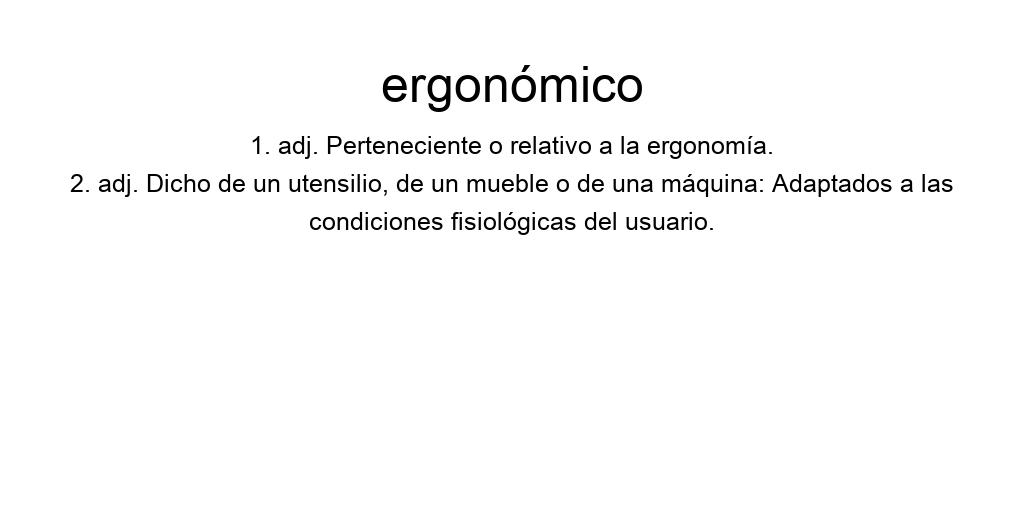 ergonómico
1. adj. Perteneciente o relativo a la ergonomía.
2. adj. Dicho de un utensilio, de un mueble o de una máquina: Adaptados a las
condiciones fisiológicas del usuario.